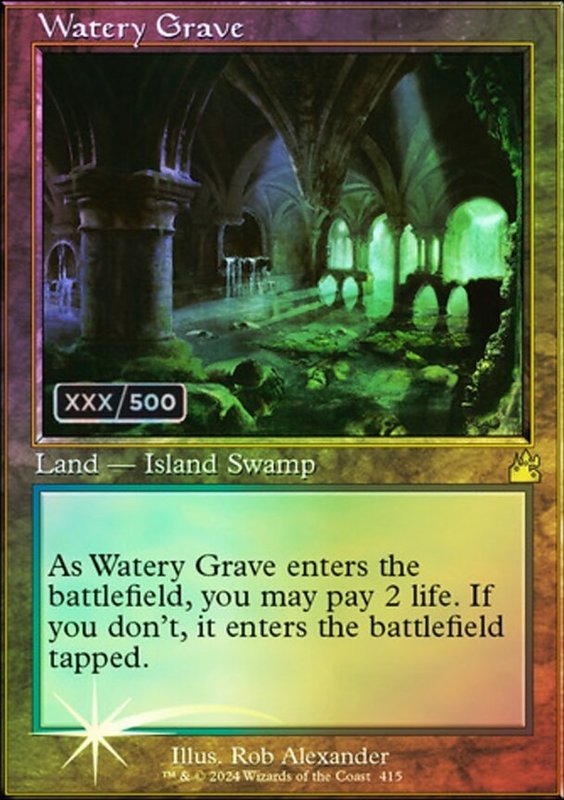 Watery Grave
XXX/500
Land — Island Swamp
As Watery Grave enters the
battlefield, you may pay 2 life. If
you don't, it enters the battlefield
tapped.
Illus. Rob Alexander
™ & © 2024 Wizards of the Coast 415